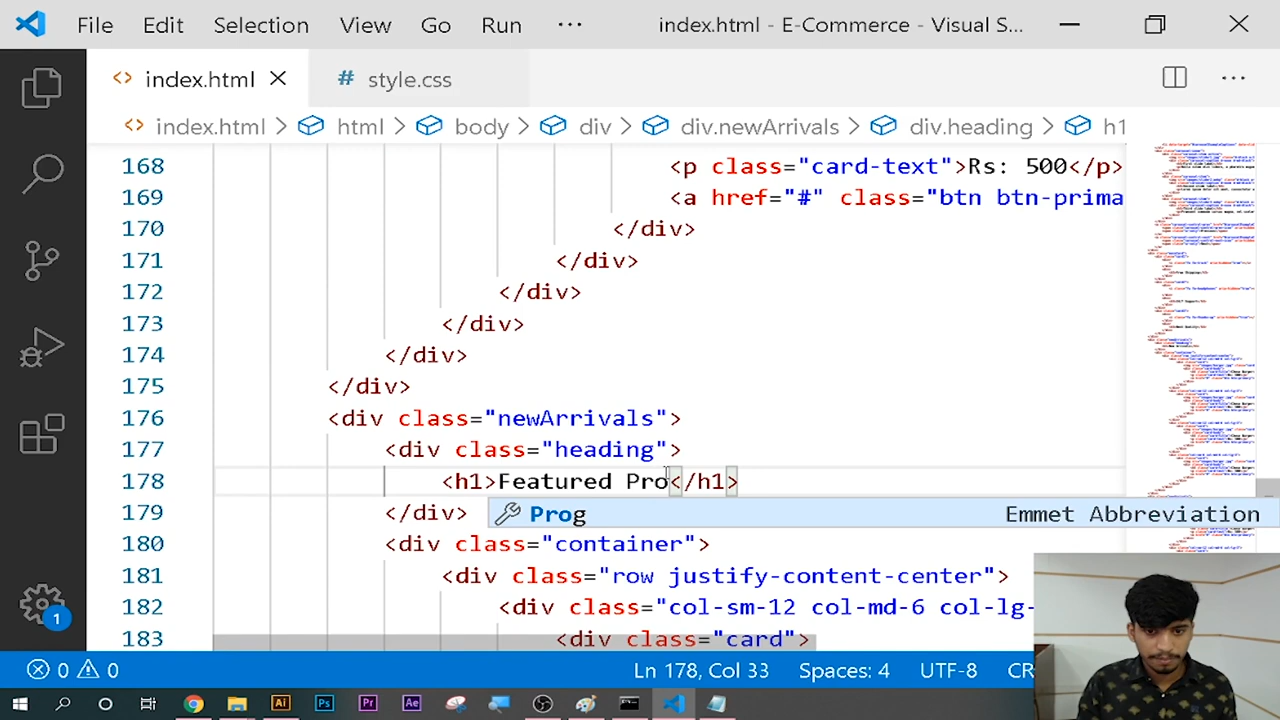 File Edit Selection View Go Run ··· index.html - E-Commerce - Visual S...
index.html style.css ···
index.html > html > body > div > div.newArrivals > div.heading > h1
168 <p class="card-text">Rs: 500</p>
169 <a href="#" class="btn btn-prima
170 </div>
171 </div>
172 </div>
173 </div>
174 </div>
175 </div>
176 <div class="newArrivals">
177 <div class="heading">
178 <h1>Featured Pro</h1>
Prog Emmet Abbreviation
179 </div>
180 <div class="container">
181 <div class="row justify-content-center">
182 <div class="col-sm-12 col-md-6 col-lg-
183 <div class="card">
1
0 0 Ln 178, Col 33 Spaces: 4 UTF-8 CR
Ai Ps Pr Ae